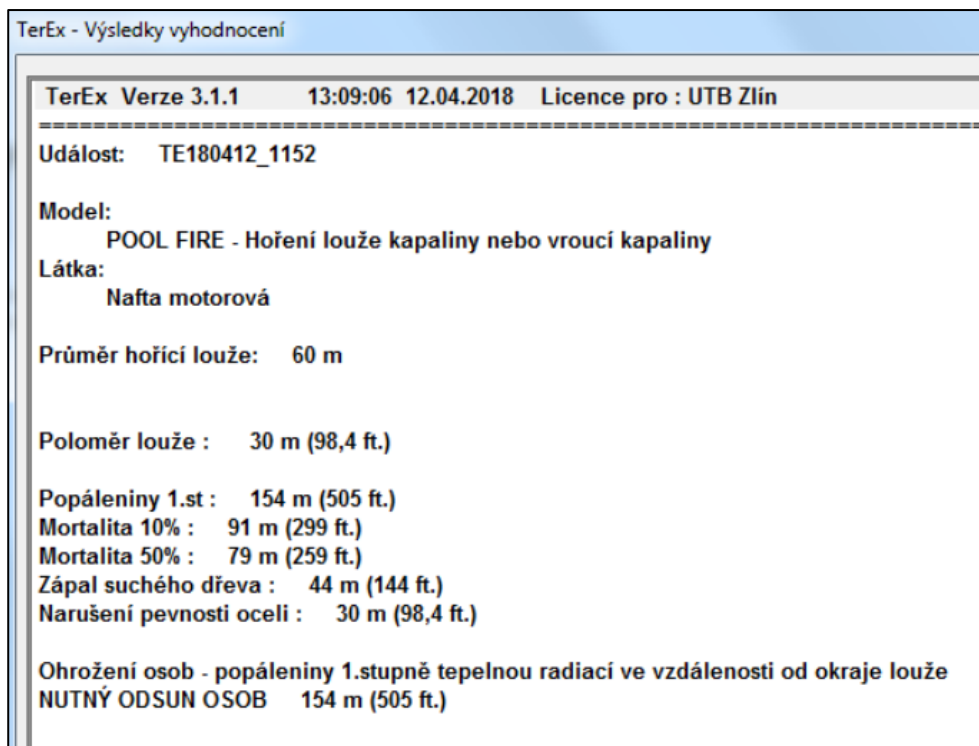 TerEx - Výsledky vyhodnocení
TerEx Verze 3.1.1 13:09:06 12.04.2018 Licence pro : UTB Zlín
======================================================================
Událost: TE180412_1152
Model:
POOL FIRE - Hoření louže kapaliny nebo vroucí kapaliny
Látka:
Nafta motorová
Průměr hořící louže: 60 m
Poloměr louže : 30 m (98,4 ft.)
Popáleniny 1.st : 154 m (505 ft.)
Mortalita 10% : 91 m (299 ft.)
Mortalita 50% : 79 m (259 ft.)
Zápal suchého dřeva : 44 m (144 ft.)
Narušení pevnosti oceli : 30 m (98,4 ft.)
Ohrožení osob - popáleniny 1.stupně tepelnou radiací ve vzdálenosti od okraje louže
NUTNÝ ODSUN OSOB 154 m (505 ft.)